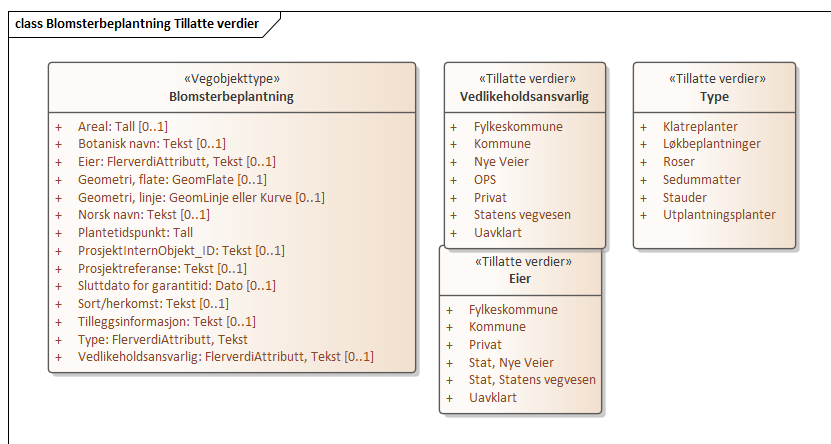 class Blomsterbeplantning Tillatte verdier
«Vegobjekttype»
Blomsterbeplantning
+ Areal: Tall [0..1]
+ Botanisk navn: Tekst [0..1]
+ Eier: FlerverdiAttributt, Tekst [0..1]
+ Geometri, flate: GeomFlate [0..1]
+ Geometri, linje: GeomLinje eller Kurve [0..1]
+ Norsk navn: Tekst [0..1]
+ Plantetidspunkt: Tall
+ ProsjektInternObjekt_ID: Tekst [0..1]
+ Prosjektreferanse: Tekst [0..1]
+ Sluttdato for garantitid: Dato [0..1]
+ Sort/herkomst: Tekst [0..1]
+ Tilleggsinformasjon: Tekst [0..1]
+ Type: FlerverdiAttributt, Tekst
+ Vedlikeholdsansvarlig: FlerverdiAttributt, Tekst [0..1]
«Tillatte verdier»
Vedlikeholdsansvarlig
+ Fylkeskommune
+ Kommune
+ Nye Veier
+ OPS
+ Privat
+ Statens vegvesen
+ Uavklart
«Tillatte verdier»
Eier
+ Fylkeskommune
+ Kommune
+ Privat
+ Stat, Nye Veier
+ Stat, Statens vegvesen
+ Uavklart
«Tillatte verdier»
Type
+ Klatreplanter
+ Løkbeplantninger
+ Roser
+ Sedummatter
+ Stauder
+ Utplantningsplanter